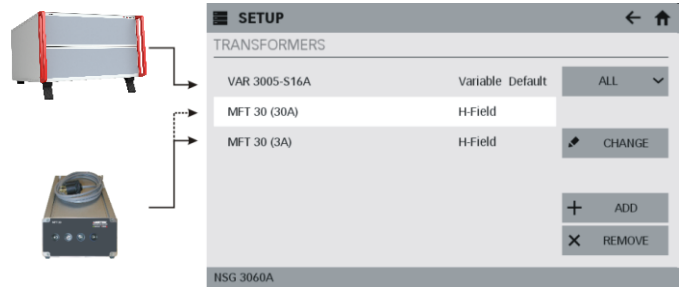 SETUP
TRANSFORMERS
VAR 3005-S16A Variable Default ALL
MFT 30 (30A) H-Field
MFT 30 (3A) H-Field CHANGE
ADD
REMOVE
NSG 3060A